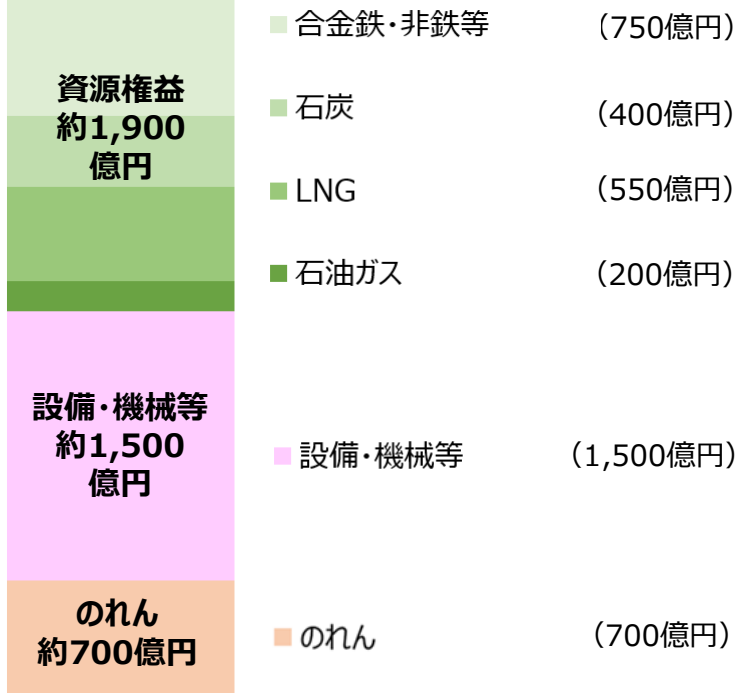 資源権益
約1,900
億円
合金鉄・非鉄等 （750億円）
石炭 （400億円）
LNG （550億円）
石油ガス （200億円）
設備・機械等
約1,500
億円
設備・機械等 （1,500億円）
のれん
約700億円
のれん （700億円）